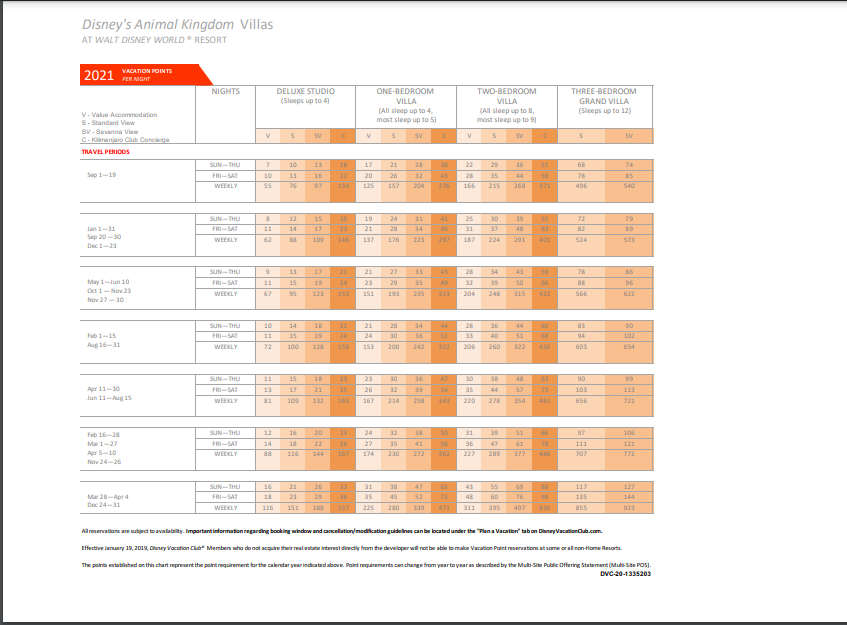 Disney's Animal Kingdom Villas
AT WALT DISNEY WORLD ® RESORT
2021 VACATION POINTS
PER NIGHT
NIGHTS DELUXE STUDIO ONE-BEDROOM TWO-BEDROOM THREE-BEDROOM
(Sleeps up to 4) VILLA VILLA GRAND VILLA
(All sleep up to 4, (All sleep up to 8, (Sleeps up to 12)
most sleep up to 5) most sleep up to 9)
V - Value Accommodation
S - Standard View
SV - Savanna View
C - Kilimanjaro Club Concierge
V S SV C V S SV C V S SV C S SV
TRAVEL PERIODS
Sep 1—19
SUN—THU 7 10 13 18 17 21 28 38 22 29 36 51 68 74
FRI—SAT 10 13 16 22 20 26 32 43 28 35 44 58 78 85
WEEKLY 55 76 97 134 125 157 204 276 166 215 268 371 496 540
Jan 1—31
Sep 20 —30
Dec 1—23
SUN—THU 8 12 15 20 19 24 31 41 25 30 39 55 72 79
FRI—SAT 11 14 17 23 21 28 34 46 31 37 48 63 82 89
WEEKLY 62 88 109 146 137 176 223 297 187 224 291 401 524 573
May 1—Jun 10
Oct 1 — Nov 23
Nov 27 — 30
SUN—THU 9 13 17 21 21 27 33 43 28 34 43 58 78 86
FRI—SAT 11 15 19 24 23 29 35 49 32 39 50 66 88 96
WEEKLY 67 95 123 153 151 193 235 313 204 248 315 422 566 622
Feb 1—15
Aug 16—31
SUN—THU 10 14 18 22 21 28 34 44 28 36 44 60 83 90
FRI—SAT 11 15 19 24 24 30 36 51 33 40 51 68 94 102
WEEKLY 72 100 128 158 153 200 242 322 206 260 322 436 603 654
Apr 11—30
Jun 11—Aug 15
SUN—THU 11 15 18 23 23 30 36 47 30 38 48 63 90 99
FRI—SAT 13 17 21 25 26 32 39 54 35 44 57 73 103 113
WEEKLY 81 109 132 165 167 214 258 343 220 278 354 461 656 721
Feb 16—28
Mar 1—27
Apr 5—10
Nov 24—26
SUN—THU 12 16 20 23 24 32 38 50 31 39 51 66 97 106
FRI—SAT 14 18 22 26 27 35 41 56 36 47 61 78 111 121
WEEKLY 88 116 144 167 174 230 272 362 227 289 377 486 707 772
Mar 28—Apr 4
Dec 24—31
SUN—THU 16 21 26 33 31 38 47 65 43 55 69 88 117 127
FRI—SAT 18 23 29 36 35 45 52 73 48 60 76 99 135 144
WEEKLY 116 151 188 237 225 280 339 471 311 395 497 638 855 923
All reservations are subject to availability. Important information regarding booking window and cancellation/modification guidelines can be located under the "Plan a Vacation" tab on DisneyVacationClub.com.
Effective January 19, 2019, Disney Vacation Club® Members who do not acquire their real estate interest directly from the developer will not be able to make Vacation Point reservations at some or all non-Home Resorts.
The points established on this chart represent the point requirement for the calendar year indicated above. Point requirements can change from year to year as described by the Multi-Site Public Offering Statement (Multi-Site POS).
DVC-20-1335203